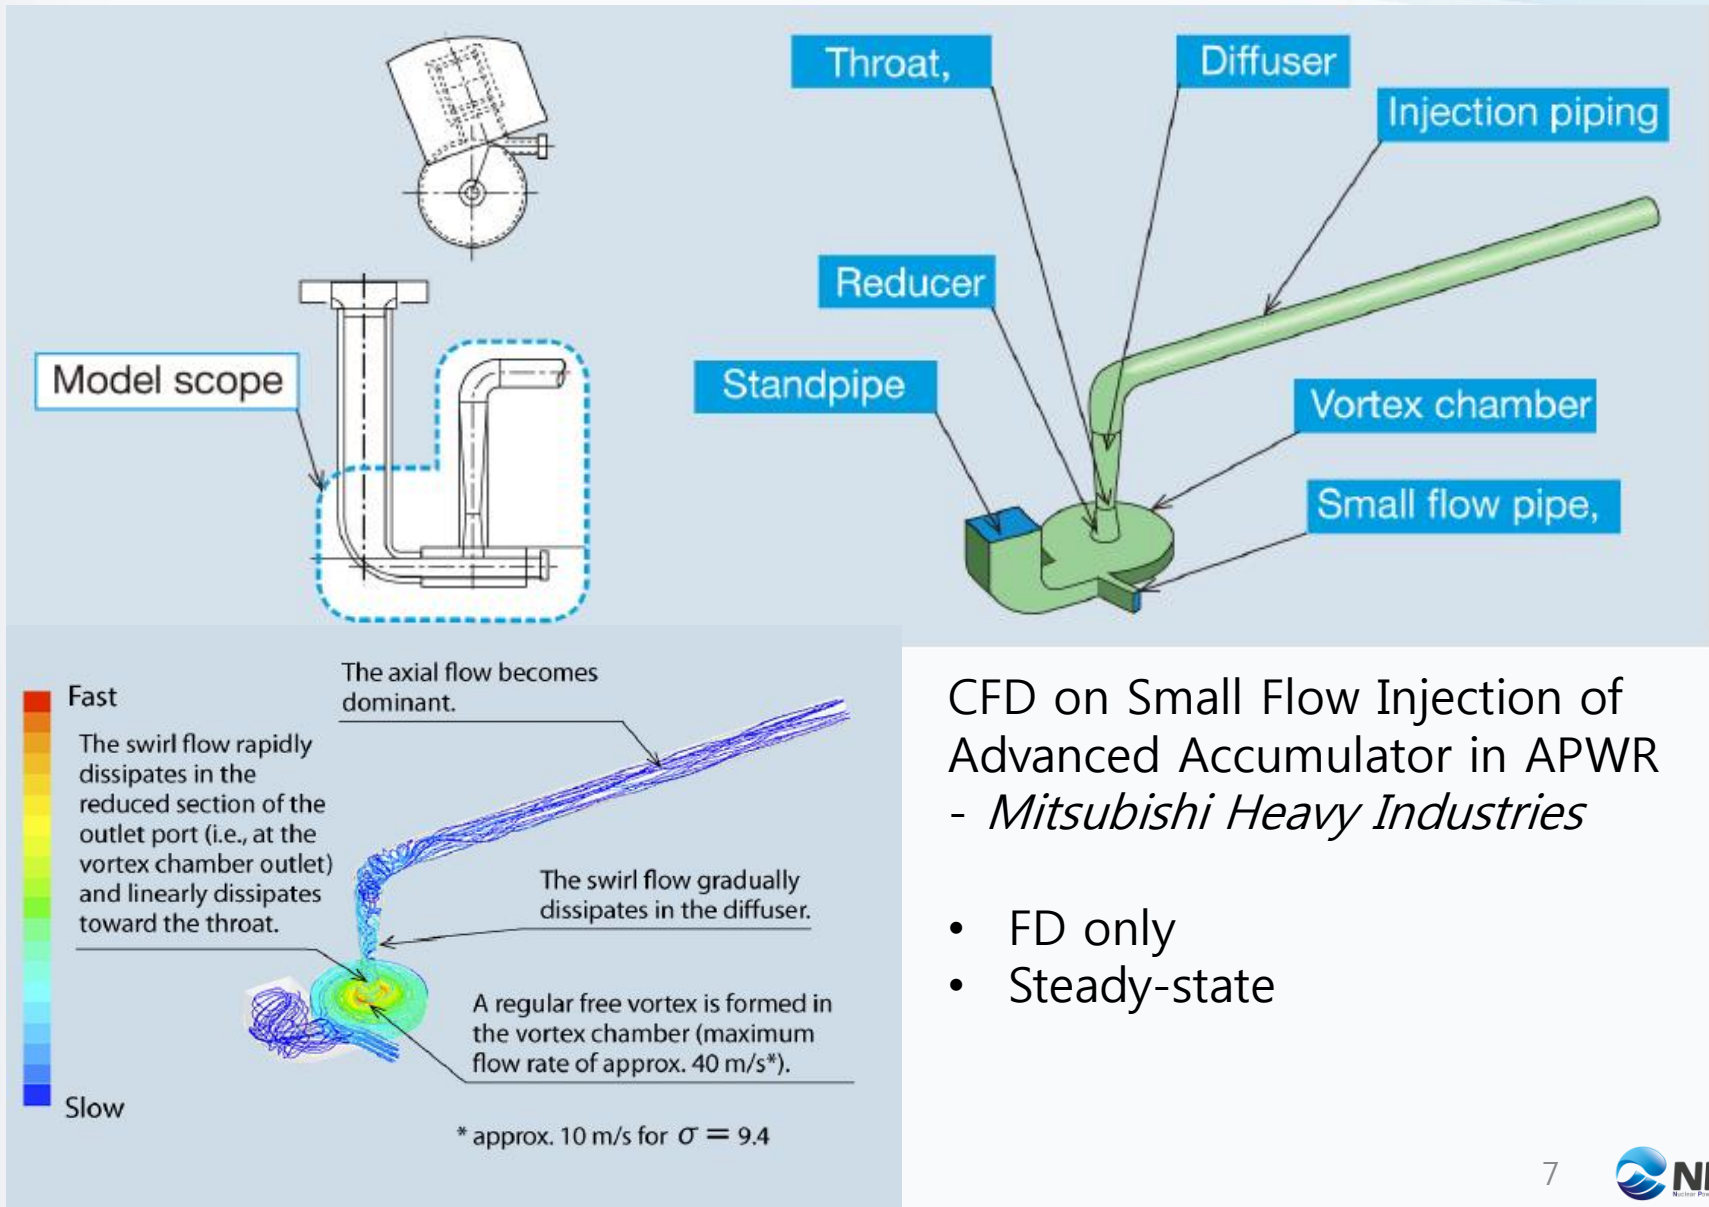 Throat,
Diffuser
Injection piping
Reducer
Standpipe
Model scope
Vortex chamber
Small flow pipe,
Fast
The swirl flow rapidly
dissipates in the
reduced section of the
outlet port (i.e., at the
vortex chamber outlet)
and linearly dissipates
toward the throat.
Slow
The axial flow becomes
dominant.
The swirl flow gradually
dissipates in the diffuser.
A regular free vortex is formed in
the vortex chamber (maximum
flow rate of approx. 40 m/s*).
* approx. 10 m/s for σ = 9.4
CFD on Small Flow Injection of
Advanced Accumulator in APWR
- Mitsubishi Heavy Industries
• FD only
• Steady-state
7
Nuclear